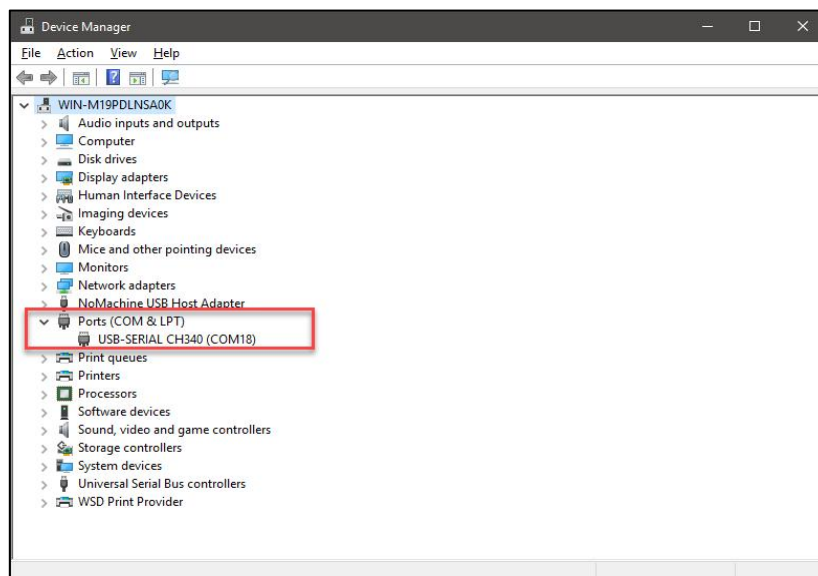 Device Manager
File Action View Help
WIN-M19PDLNSA0K
Audio inputs and outputs
Computer
Disk drives
Display adapters
Human Interface Devices
Imaging devices
Keyboards
Mice and other pointing devices
Monitors
Network adapters
NoMachine USB Host Adapter
Ports (COM & LPT)
USB-SERIAL CH340 (COM18)
Print queues
Printers
Processors
Software devices
Sound, video and game controllers
Storage controllers
System devices
Universal Serial Bus controllers
WSD Print Provider